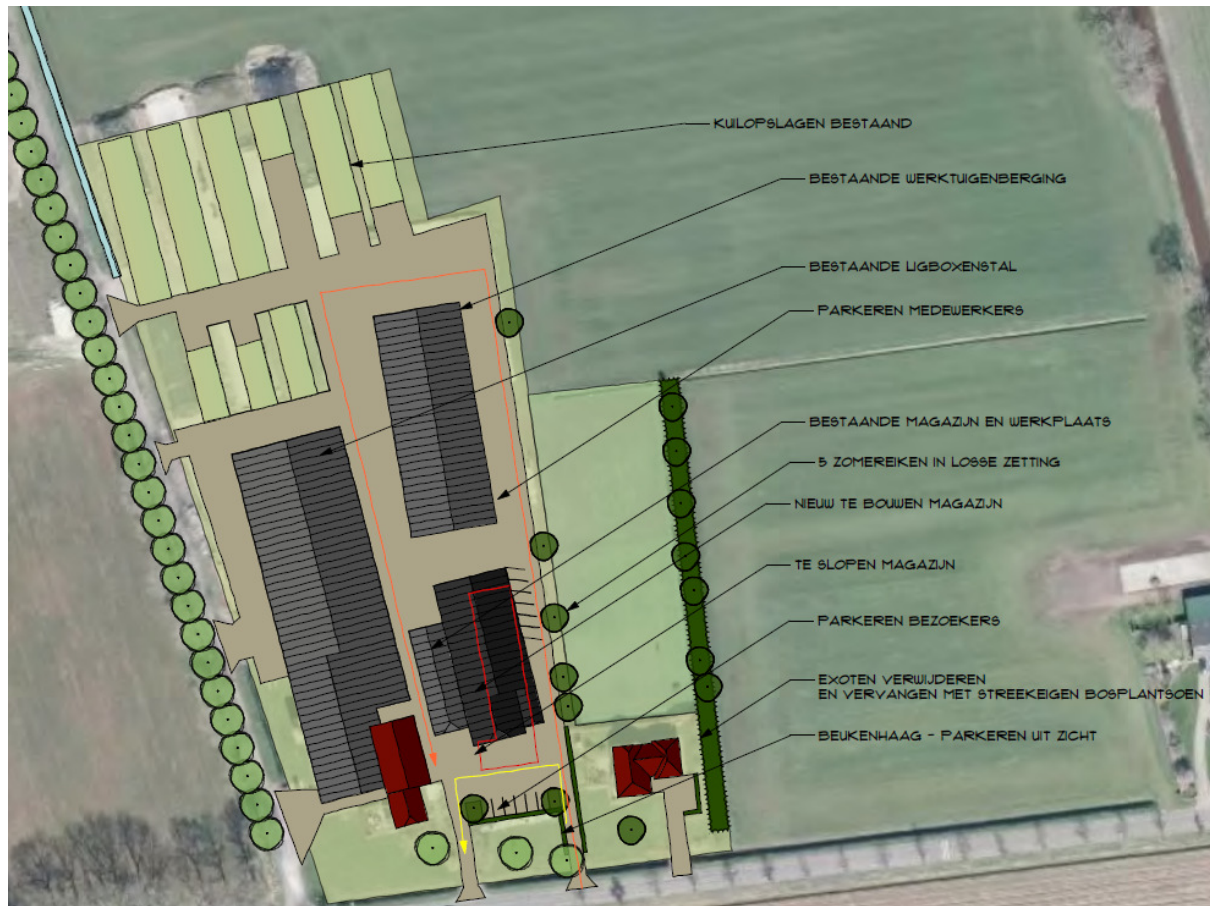 KUILOPSLAGEN BESTAAND
BESTAANDE WERKTUIGENBERGING
BESTAANDE LIGBOXENSTAL
PARKEREN MEDEWERKERS
BESTAANDE MAGAZIJN EN WERKPLAATS
5 ZOMEREIKEN IN LOSSE ZETTING
NIEUW TE BOUWEN MAGAZIJN
TE SLOPEN MAGAZIJN
PARKEREN BEZOEKERS
EXOTEN VERWIJDEREN
EN VERVANGEN MET STREEKEIGEN BOSPLANTSOEN
BEUKENHAAG - PARKEREN UIT ZICHT